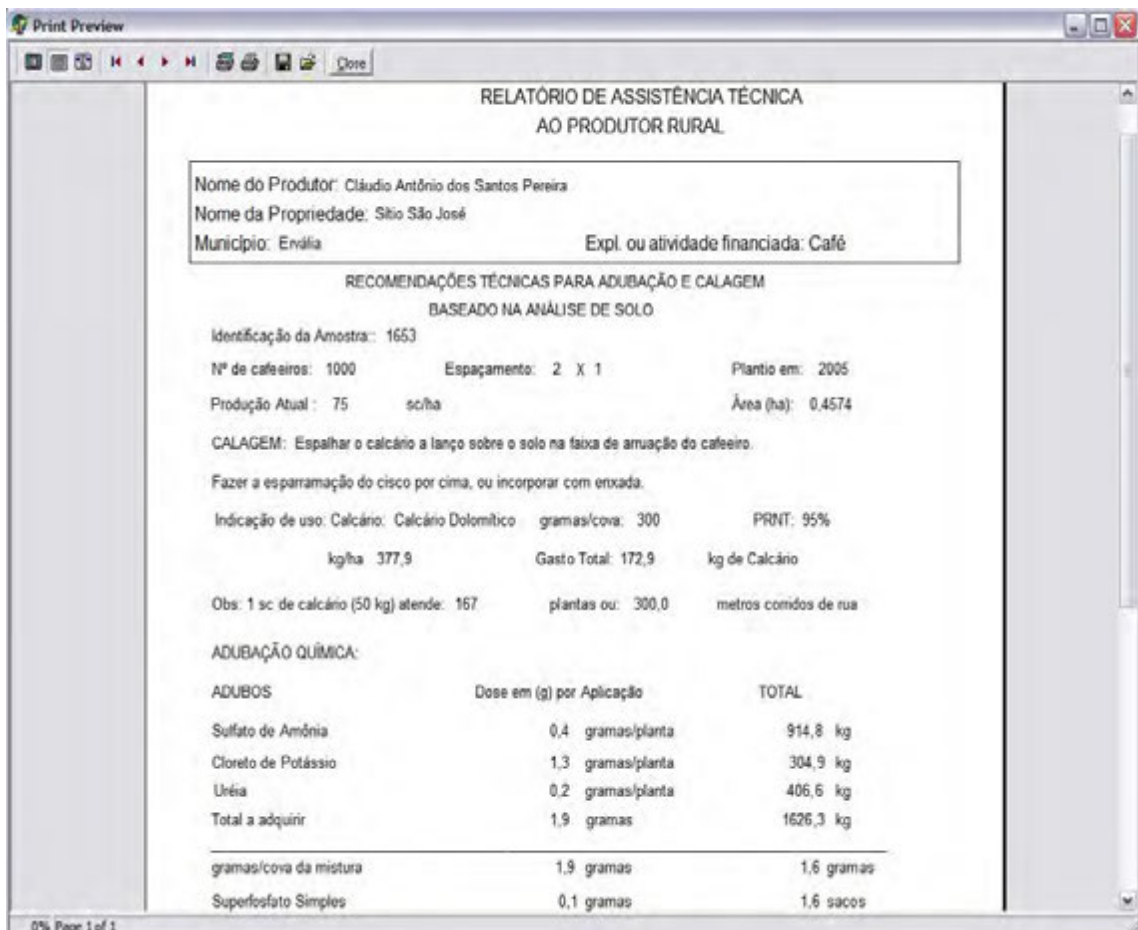 Print Preview
Close
RELATÓRIO DE ASSISTÊNCIA TÉCNICA
AO PRODUTOR RURAL
Nome do Produtor: Cláudio Antônio dos Santos Pereira
Nome da Propriedade: Sítio São José
Município: Ervália Expl. ou atividade financiada: Café
RECOMENDAÇÕES TÉCNICAS PARA ADUBAÇÃO E CALAGEM
BASEADO NA ANÁLISE DE SOLO
Identificação da Amostra:: 1653
Nº de cafeeiros: 1000 Espaçamento: 2 X 1 Plantio em: 2005
Produção Atual : 75 sc/ha Área (ha): 0,4574
CALAGEM: Espalhar o calcário a lanço sobre o solo na faixa de arruação do cafeeiro.
Fazer a esparramação do cisco por cima, ou incorporar com enxada.
Indicação de uso: Calcário: Calcário Dolomítico gramas/cova: 300 PRNT: 95%
kg/ha 377,9 Gasto Total: 172,9 kg de Calcário
Obs: 1 sc de calcário (50 kg) atende: 167 plantas ou: 300,0 metros corridos de rua
ADUBAÇÃO QUÍMICA:
ADUBOS Dose em (g) por Aplicação TOTAL
Sulfato de Amônia 0,4 gramas/planta 914,8 kg
Cloreto de Potássio 1,3 gramas/planta 304,9 kg
Uréia 0,2 gramas/planta 406,6 kg
Total a adquirir 1,9 gramas 1626,3 kg
gramas/cova da mistura 1,9 gramas 1,6 gramas
Superfosfato Simples 0,1 gramas 1,6 sacos
0% Page 1 of 1